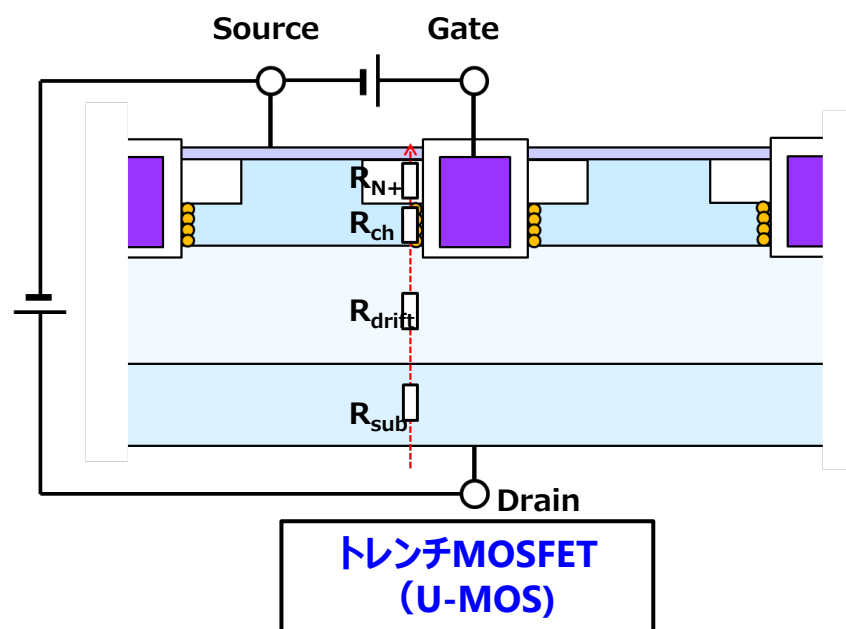 Source
Gate
RN+
Rch
Rdrift
Rsub
Drain
トレンチMOSFET
（U-MOS)